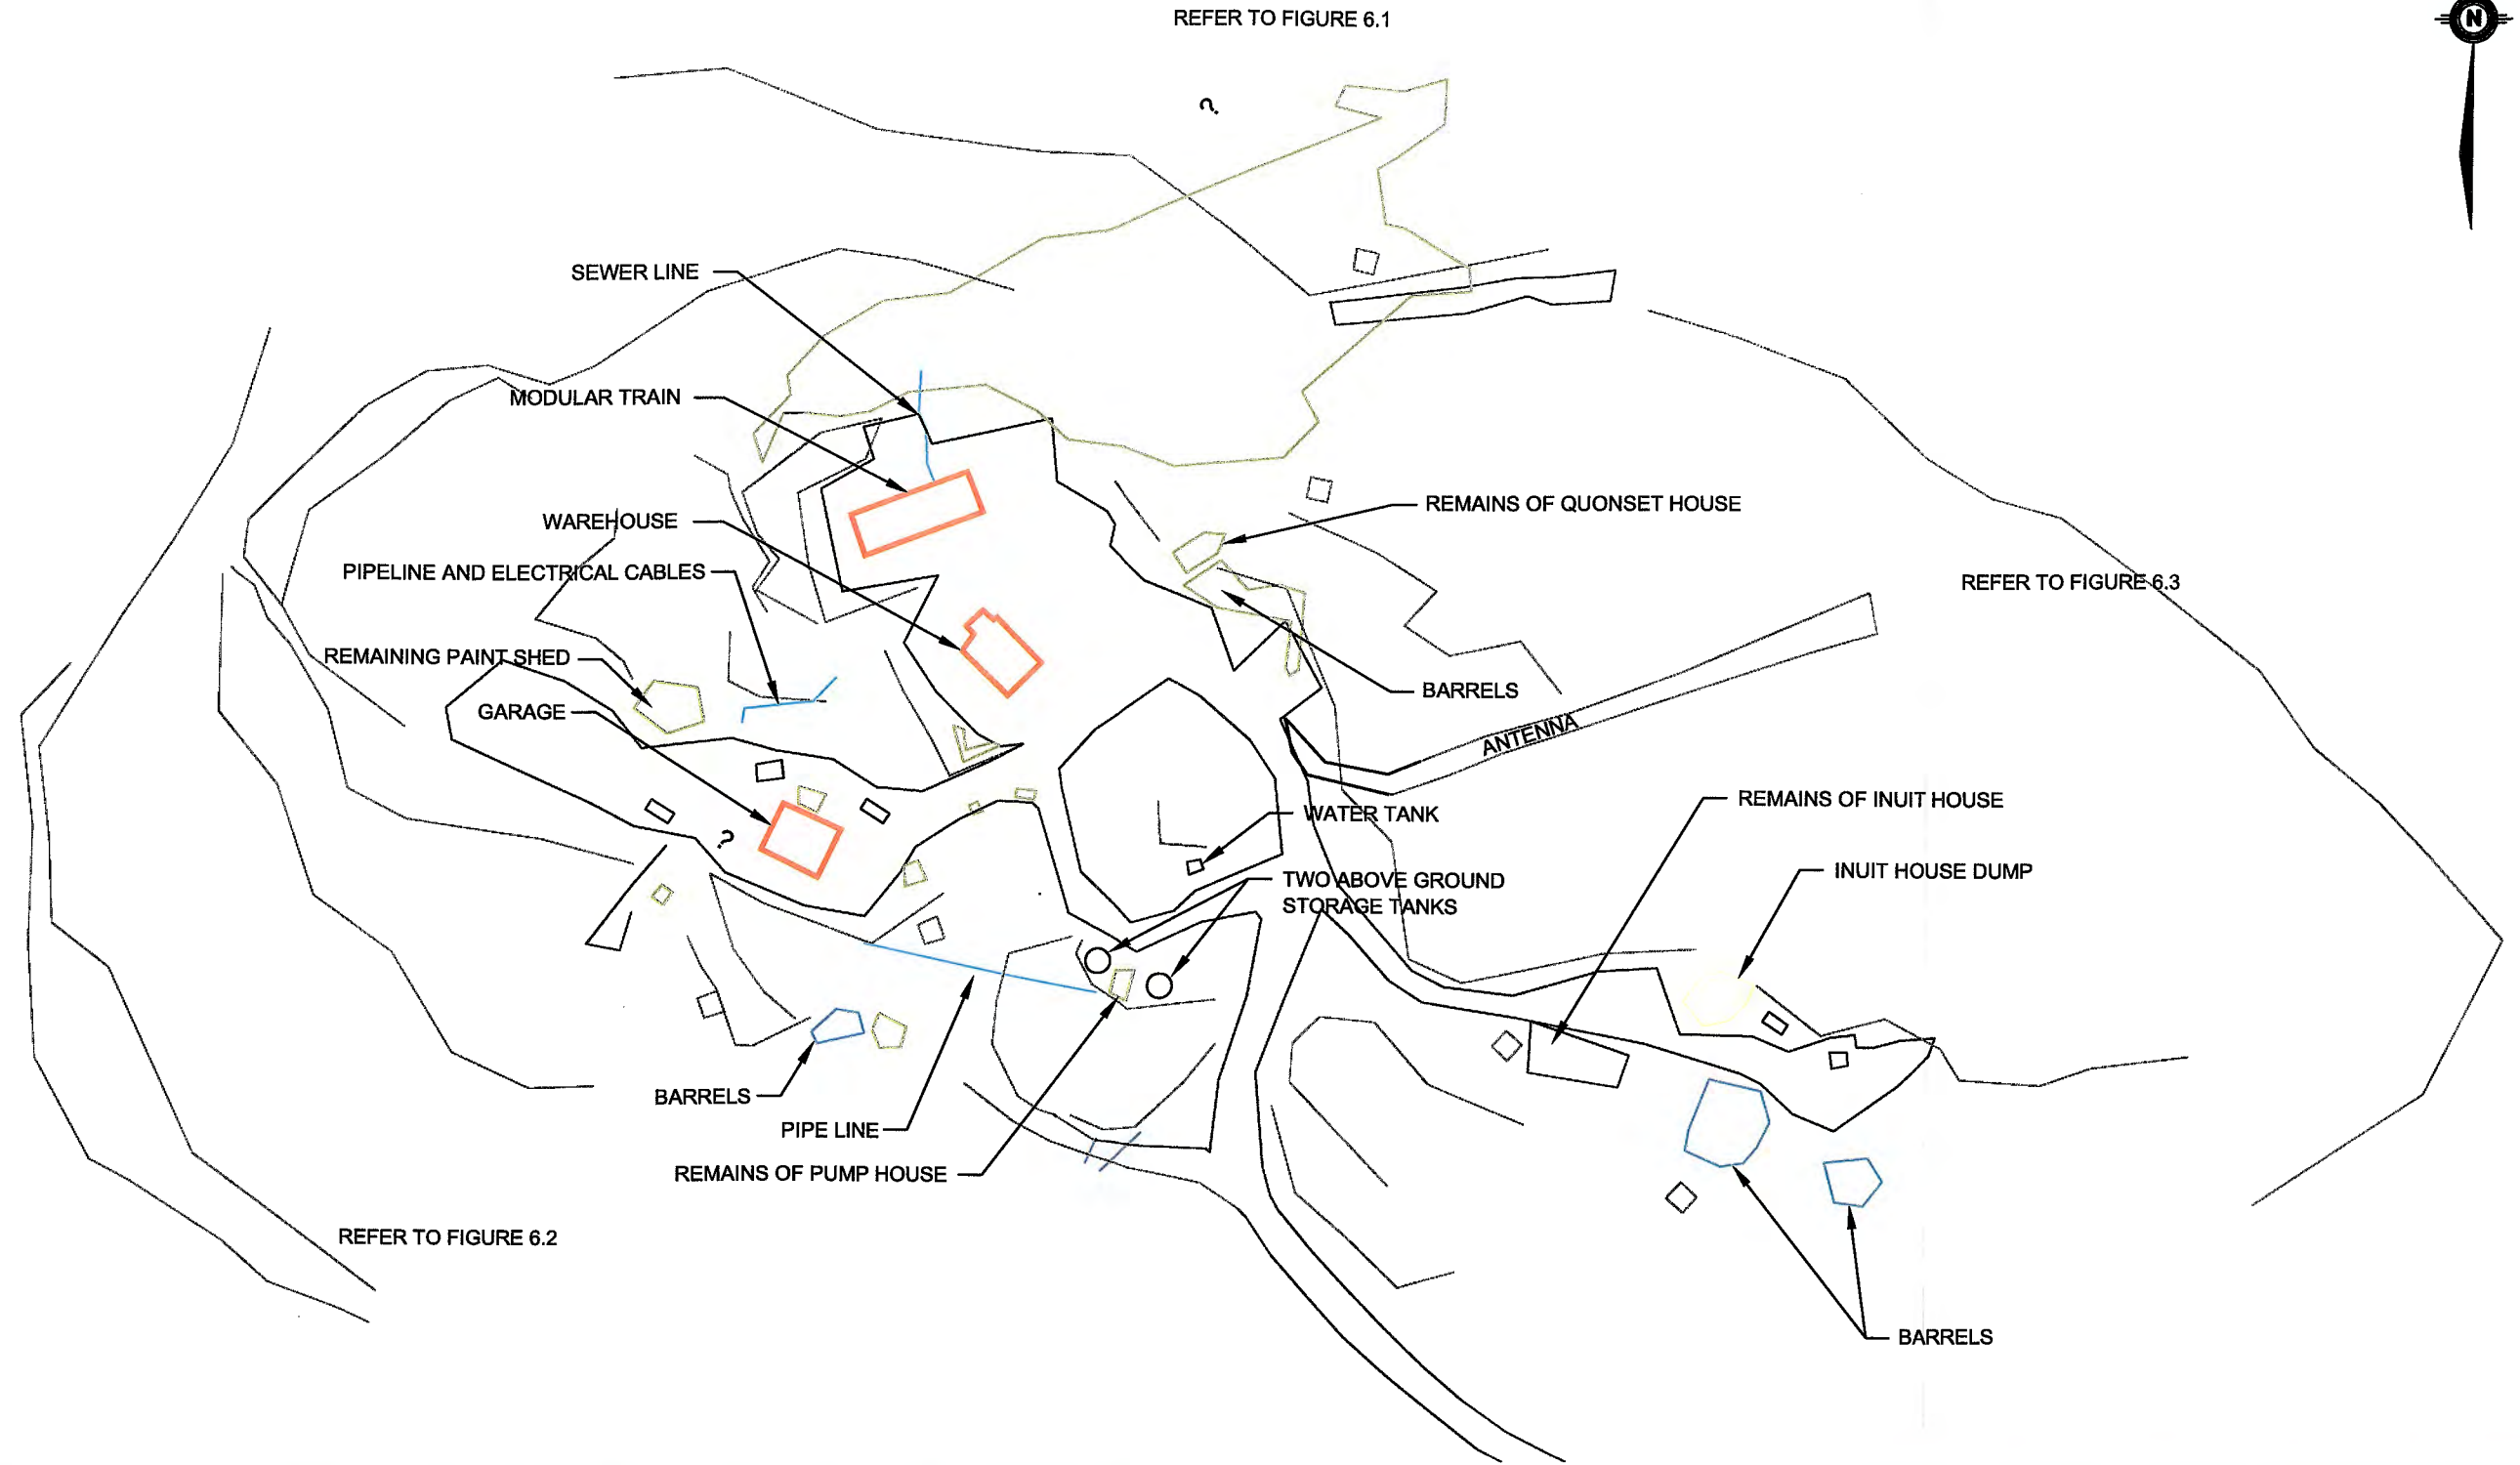 REFER TO FIGURE 6.1
N
?
SEWER LINE
MODULAR TRAIN
WAREHOUSE
REMAINS OF QUONSET HOUSE
PIPELINE AND ELECTRICAL CABLES
REFER TO FIGURE 6.3
REMAINING PAINT SHED
BARRELS
GARAGE
ANTENNA
REMAINS OF INUIT HOUSE
WATER TANK
?
INUIT HOUSE DUMP
TWO ABOVE GROUND
STORAGE TANKS
BARRELS
PIPE LINE
REMAINS OF PUMP HOUSE
REFER TO FIGURE 6.2
BARRELS